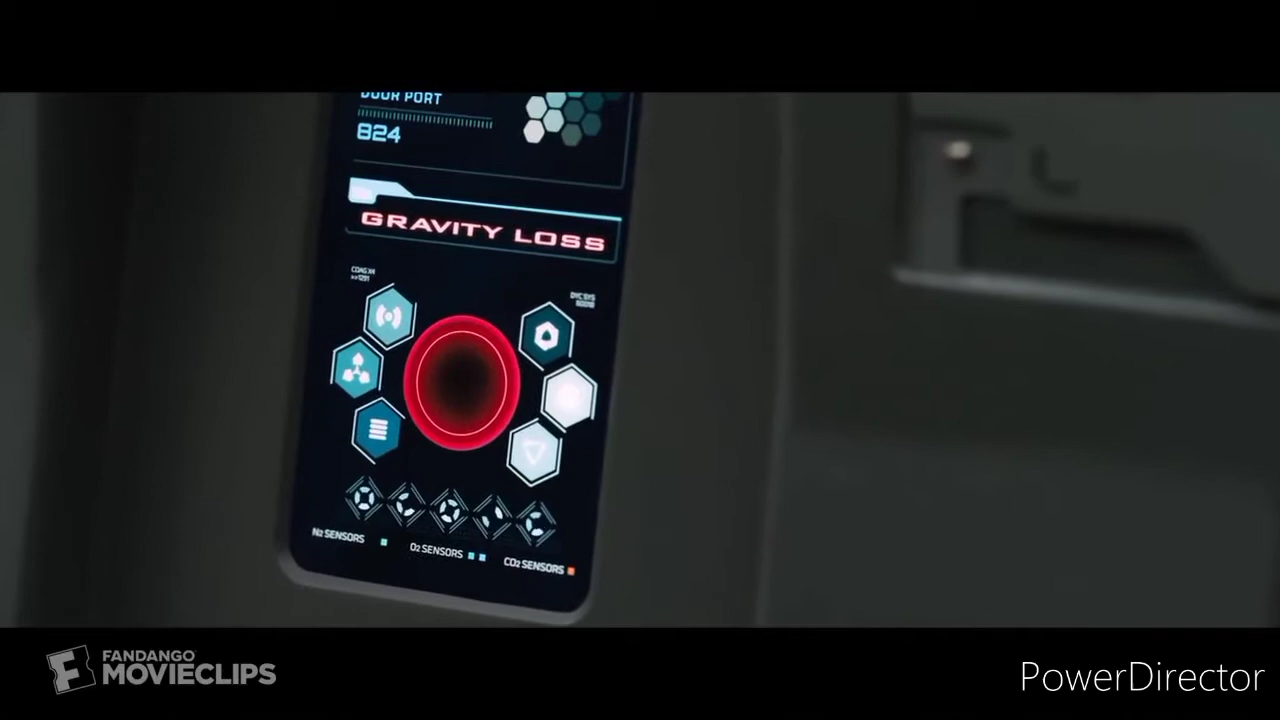 DOOR PORT
824
GRAVITY LOSS
N2 SENSORS
O2 SENSORS
CO2 SENSORS
FANDANGO
MOVIECLIPS
PowerDirector